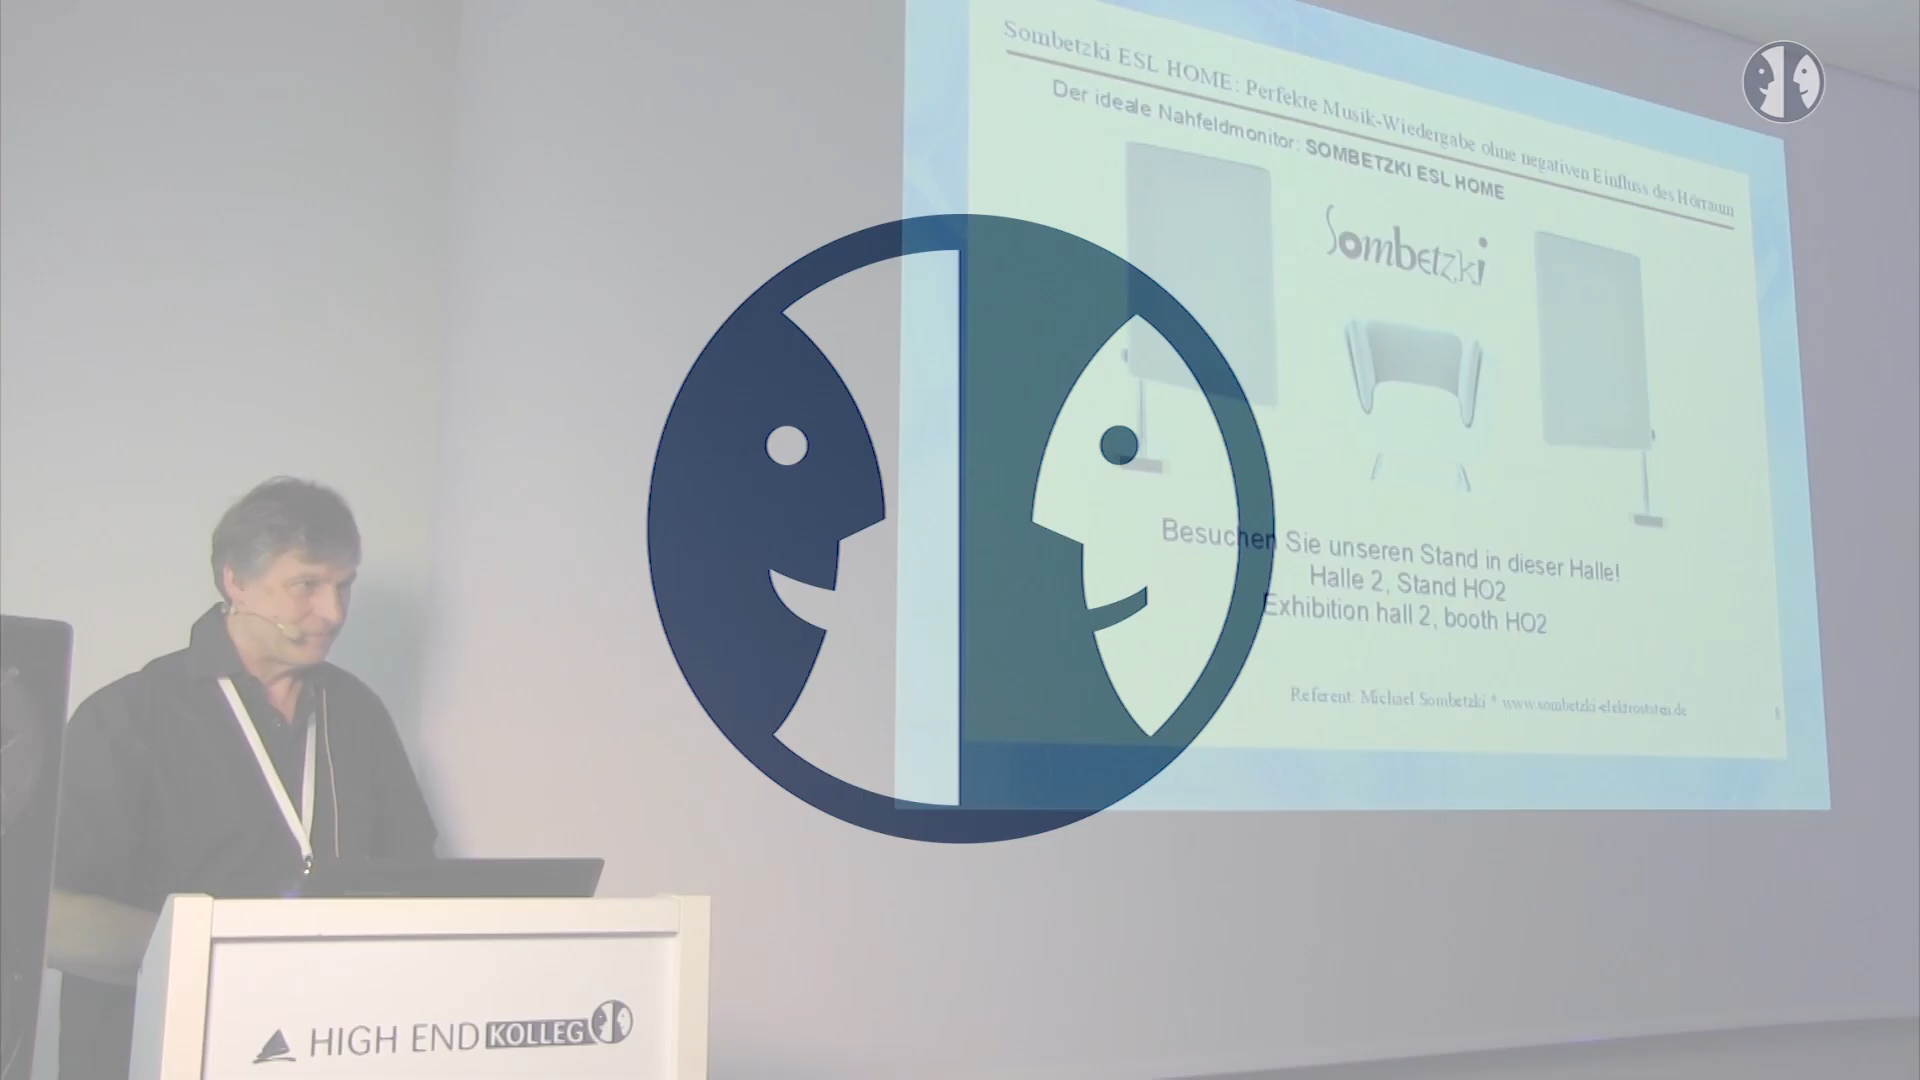 Sombetzki ESL HOME: Perfekte Musik-Wiedergabe ohne negativen Einfluss des Hörraum
Der ideale Nahfeldmonitor: SOMBETZKI ESL HOME
Sombetzki
Besuchen Sie unseren Stand in dieser Halle!
Halle 2, Stand HO2
Exhibition hall 2, booth HO2
Referent: Michael Sombetzki * www.sombetzki-elektrostaten.de
HIGH END KOLLEG